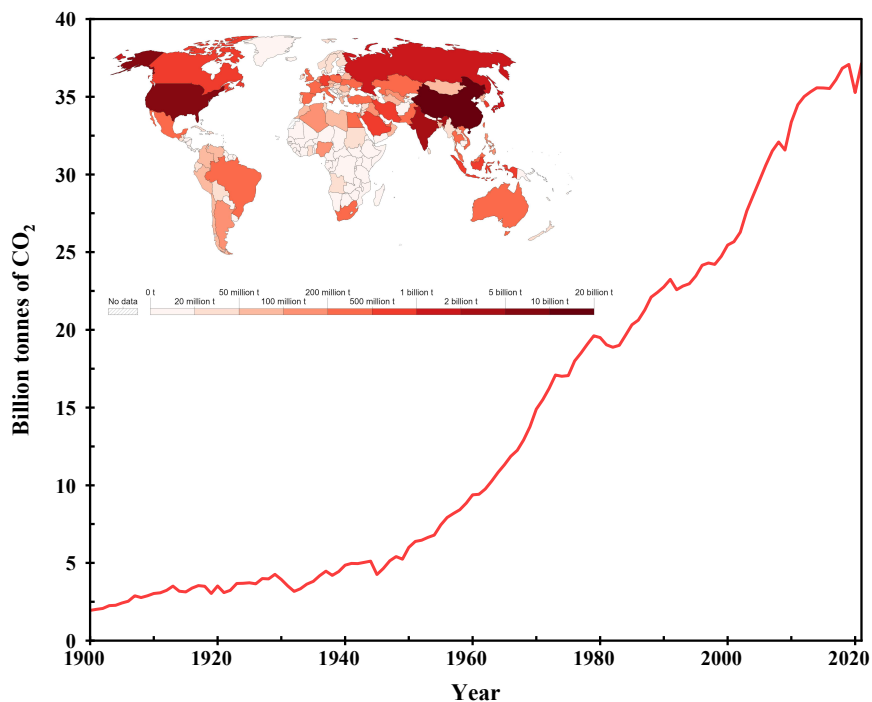 40
35
30
25
20
15
10
5
0
Billion tonnes of CO₂
No data
0 t
50 million t
200 million t
1 billion t
5 billion t
20 billion t
20 million t
100 million t
500 million t
2 billion t
10 billion t
1900
1920
1940
1960
1980
2000
2020
Year